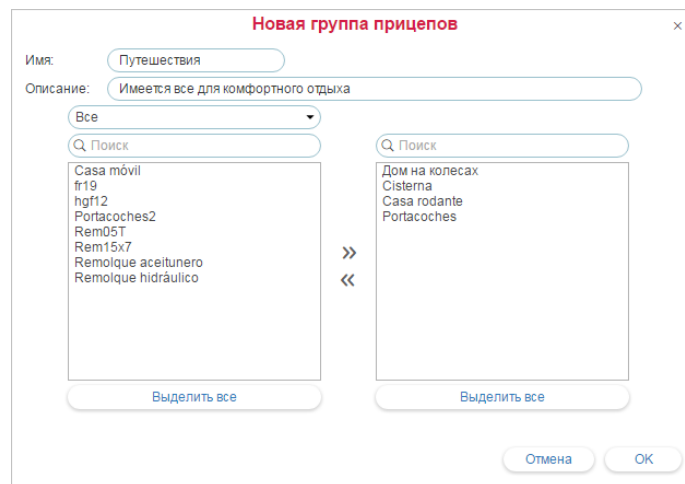 Новая группа прицепов
×
Имя:
Путешествия
Описание:
Имеется все для комфортного отдыха
Все
Поиск
Casa móvil
fr19
hgf12
Portacoches2
Rem05T
Rem15x7
Remolque aceitunero
Remolque hidráulico
Выделить все
»
«
Поиск
Дом на колесах
Cisterna
Casa rodante
Portacoches
Выделить все
Отмена
OK